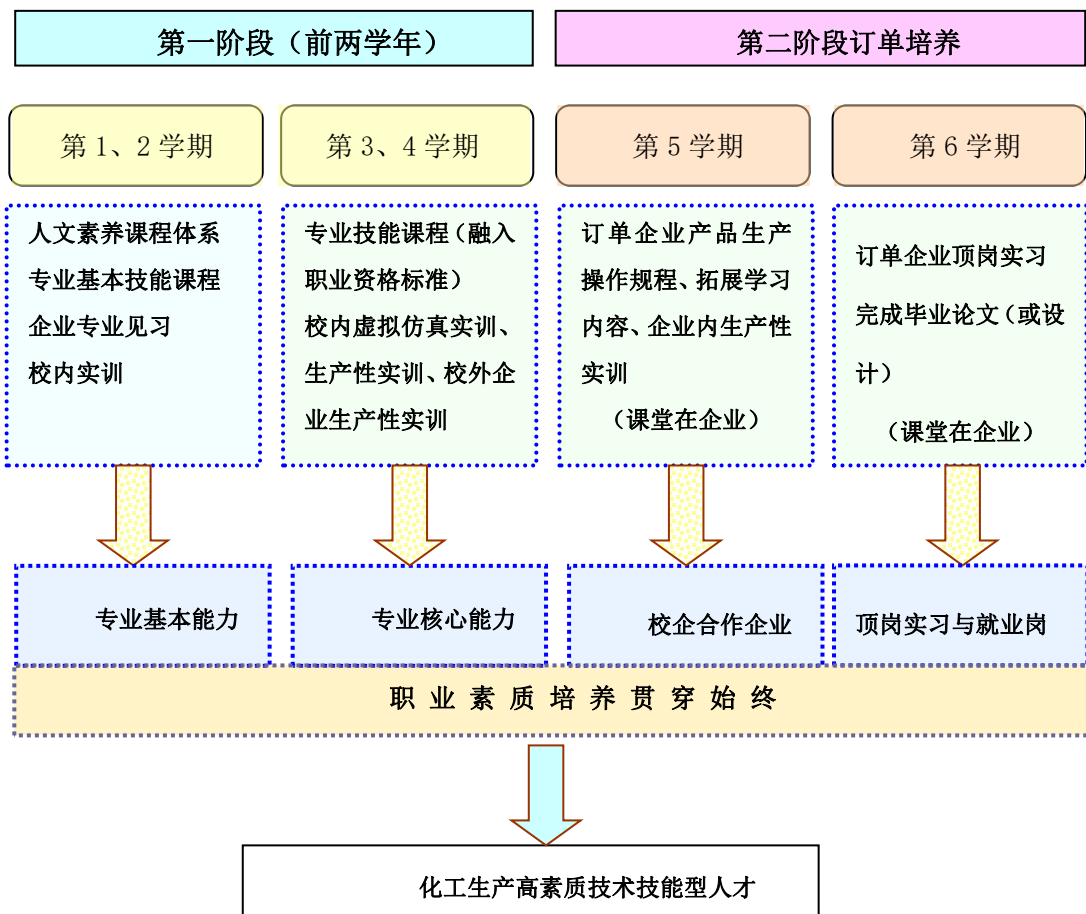 第一阶段（前两学年）
第二阶段订单培养
第 1、2 学期
第 3、4 学期
第 5 学期
第 6 学期
人文素养课程体系
专业基本技能课程
企业专业见习
校内实训
专业技能课程（融入
职业资格标准）
校内虚拟仿真实训、
生产性实训、校外企
业生产性实训
订单企业产品生产
操作规程、拓展学习
内容、企业内生产性
实训
（课堂在企业）
订单企业顶岗实习
完成毕业论文（或设
计）
（课堂在企业）
专业基本能力
专业核心能力
校企合作企业
顶岗实习与就业岗
职 业 素 质 培 养 贯 穿 始 终
化工生产高素质技术技能型人才